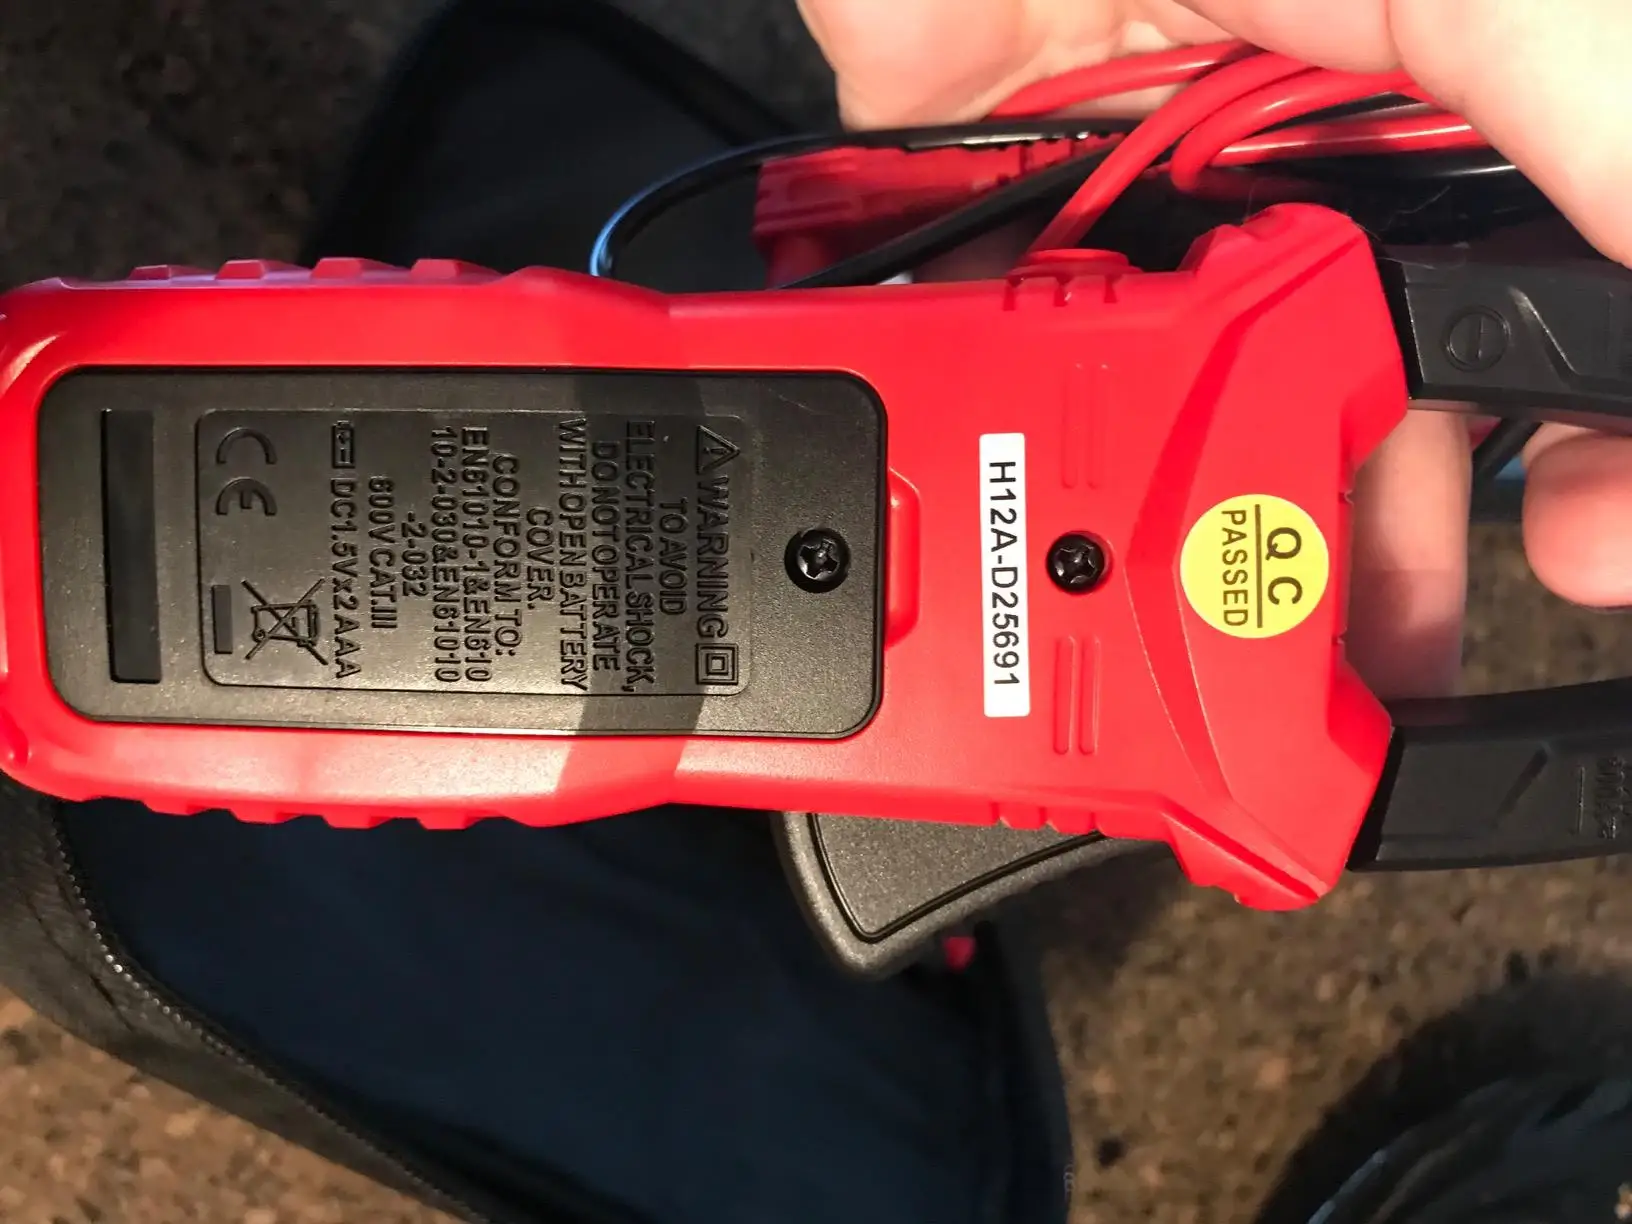 QC
PASSED
H12A-D25691
WARNING
TO AVOID
ELECTRICAL SHOCK,
DO NOT OPERATE
WITH OPEN BATTERY
COVER.
CONFORM TO:
EN61010-1&EN610
10-2-030&EN61010
-2-032
600V CAT.III
DC1.5Vx2AAA
CE